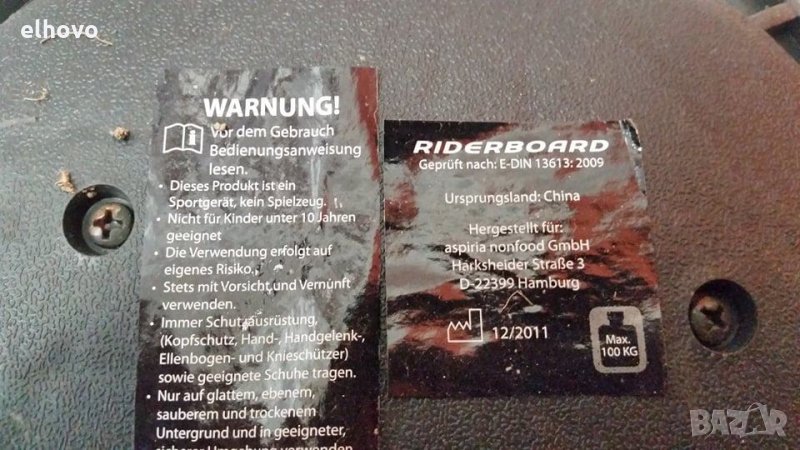 elhovo
WARNUNG!
Vor dem Gebrauch
Bedienungsanweisung
lesen.
• Dieses Produkt ist ein
Sportgerät, kein Spielzeug.
• Nicht für Kinder unter 10 Jahren
geeignet
• Die Verwendung erfolgt auf
eigenes Risiko.
• Stets mit Vorsicht und Vernunft
verwenden.
• Immer Schutzausrüstung,
(Kopfschutz, Hand-, Handgelenk-,
Ellenbogen- und Knieschützer)
sowie geeignete Schuhe tragen.
• Nur auf glattem, ebenem,
sauberem und trockenem
Untergrund und in geeigneter,
sicherer Umgebung verwenden
RIDERBOARD
Geprüft nach: E-DIN 13613: 2009
Ursprungsland: China
Hergestellt für:
aspiria nonfood GmbH
Harksheider Straße 3
D-22399 Hamburg
12/2011
Max.
100 KG
BAZAR